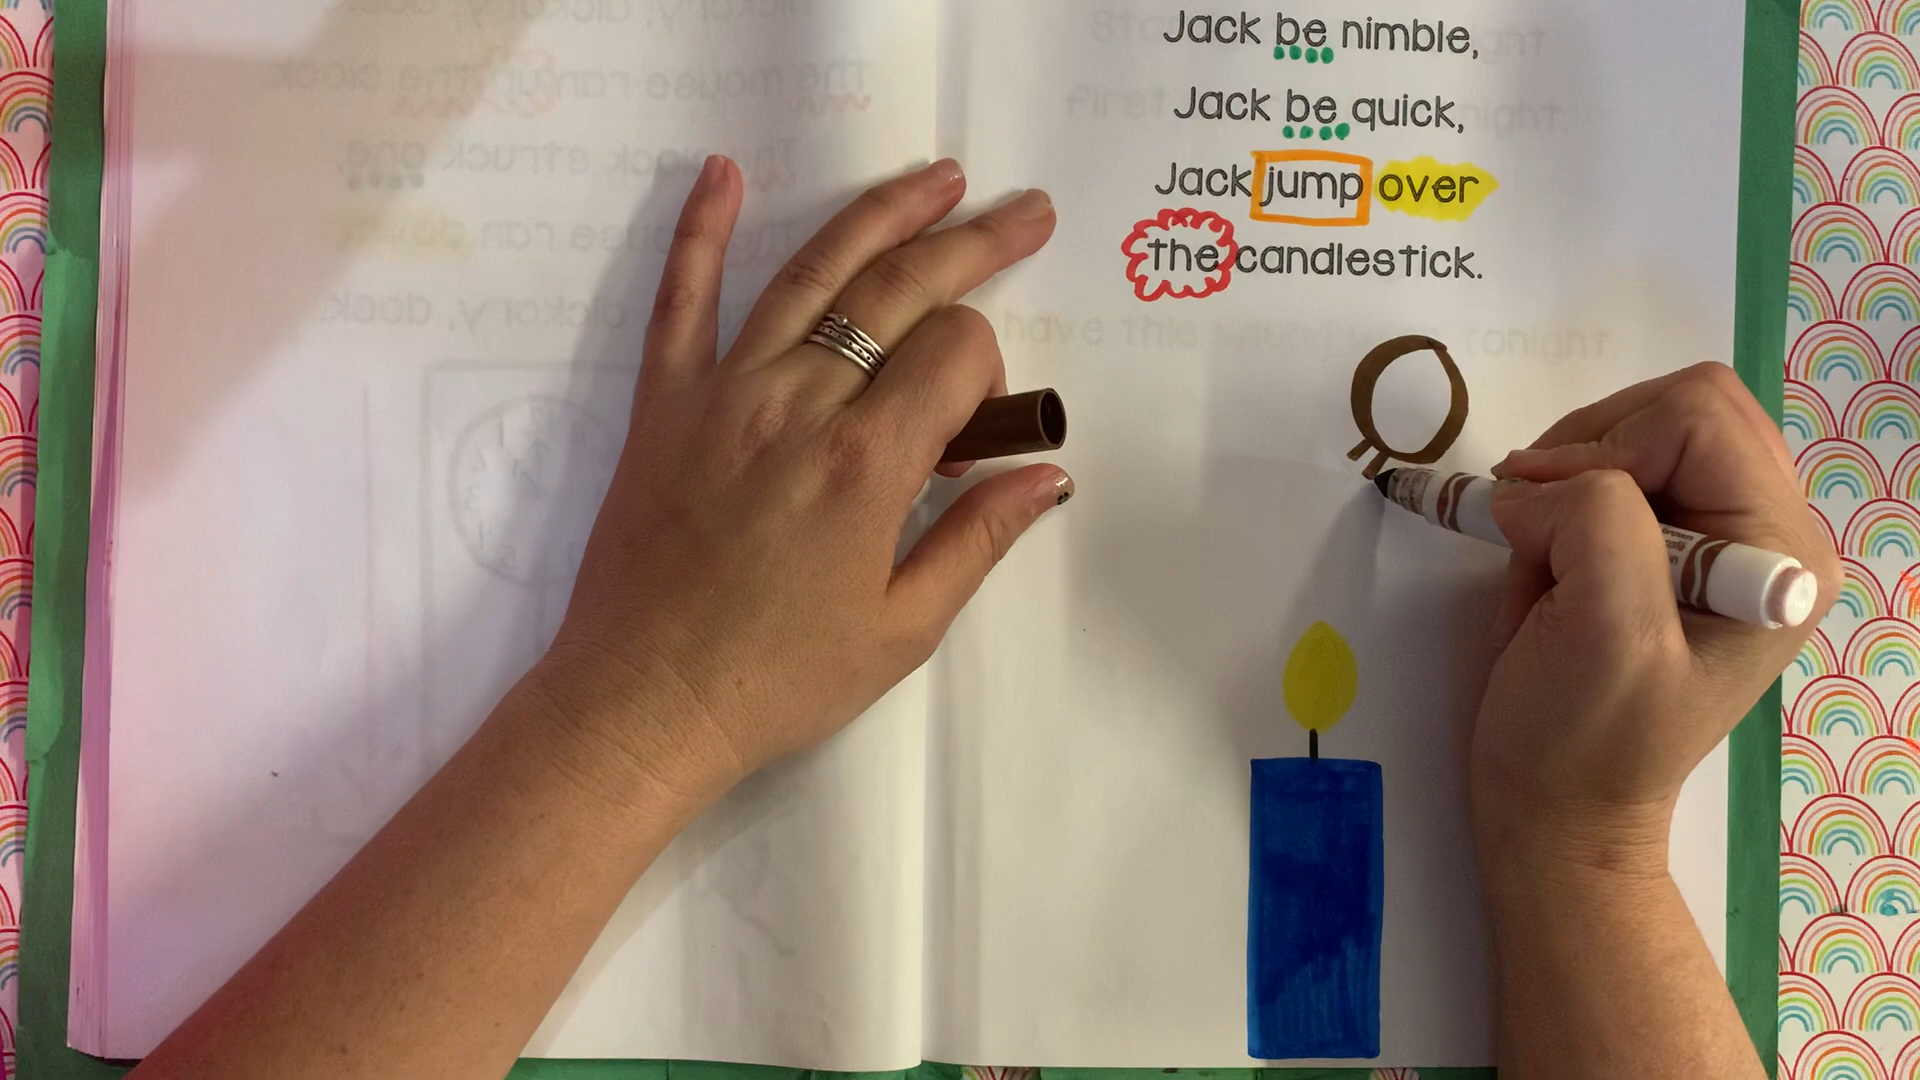 Jack be nimble,
Jack be quick,
Jack jump over
the candlestick.